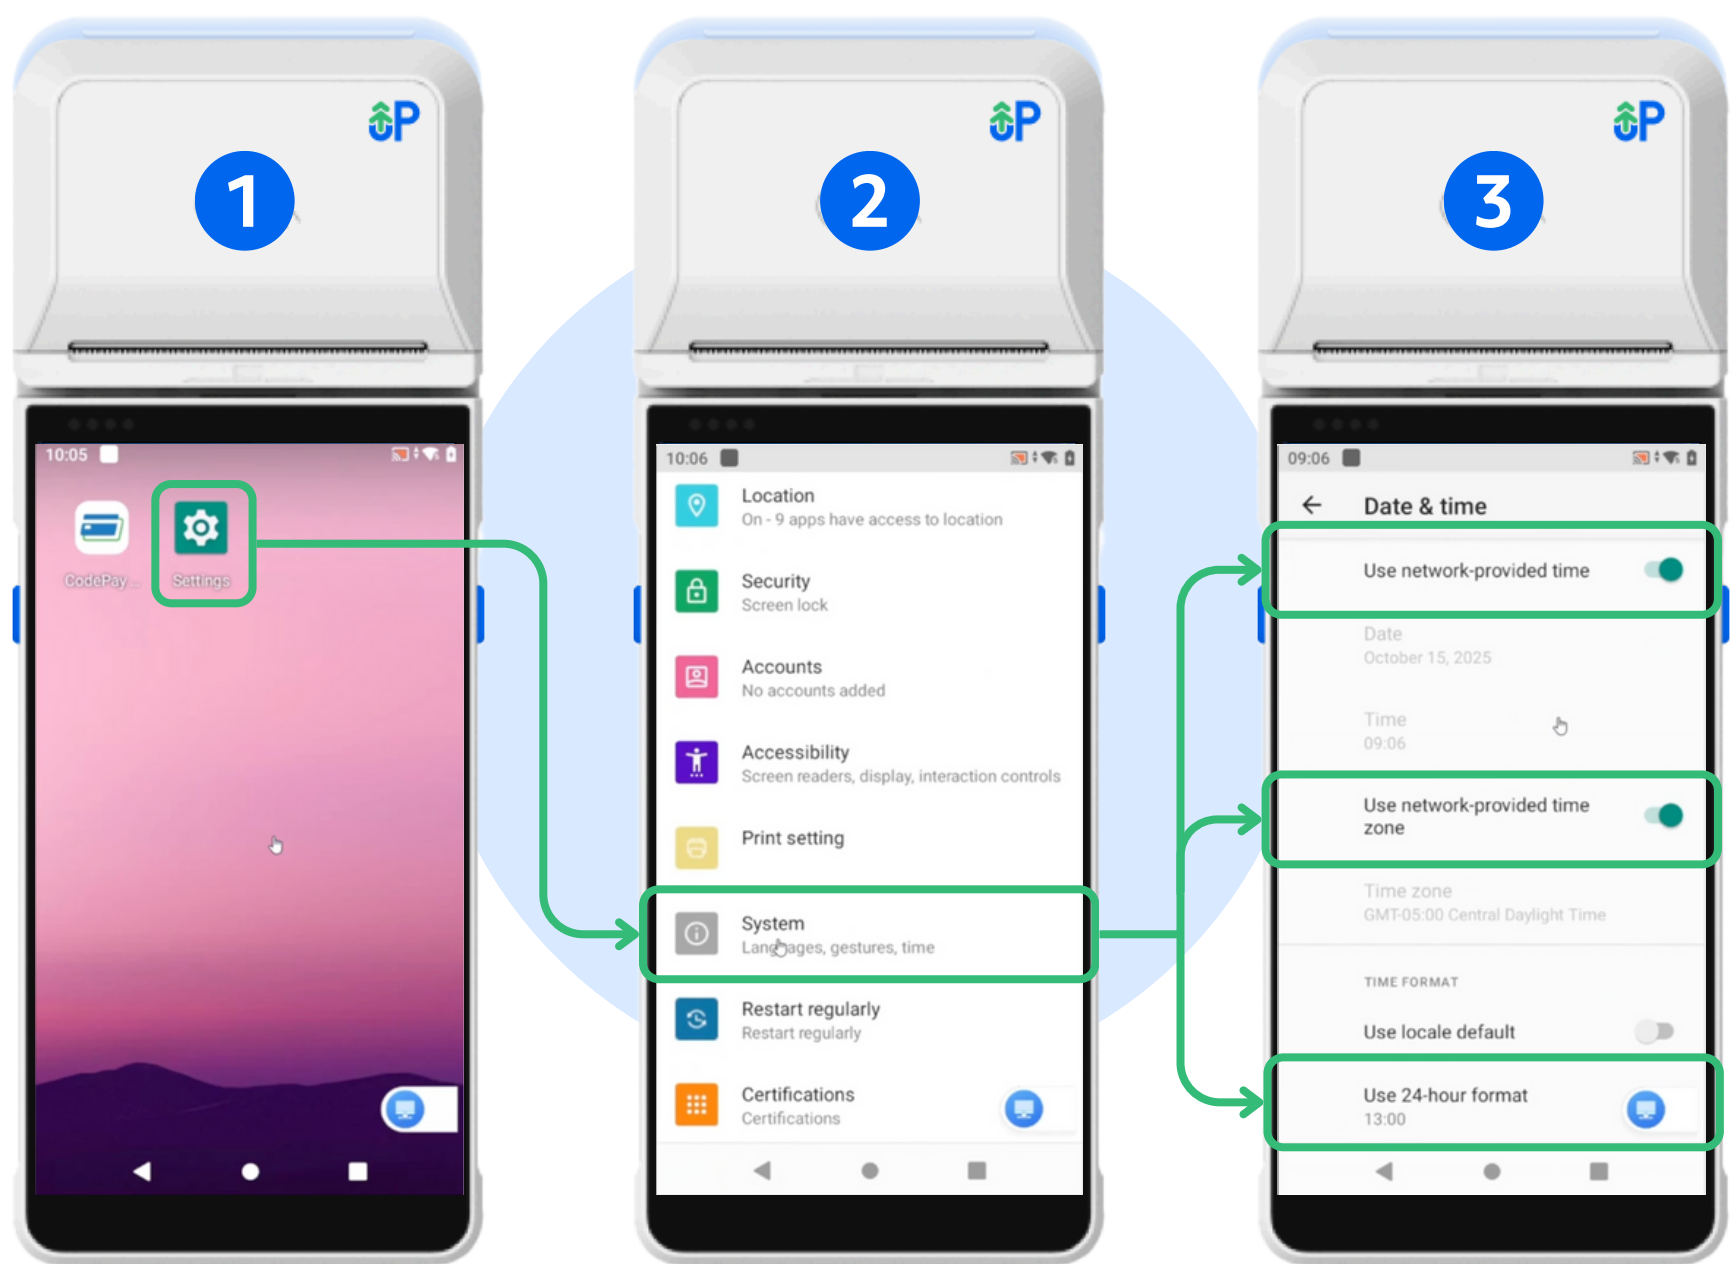 P
1
10:05
CodePay ...
Settings
P
2
10:06
Location
On - 9 apps have access to location
Security
Screen lock
Accounts
No accounts added
Accessibility
Screen readers, display, interaction controls
Print setting
System
Languages, gestures, time
Restart regularly
Restart regularly
Certifications
Certifications
P
3
09:06
Date & time
Use network-provided time
Date
October 15, 2025
Time
09:06
Use network-provided time
zone
Time zone
GMT-05:00 Central Daylight Time
TIME FORMAT
Use locale default
Use 24-hour format
13:00